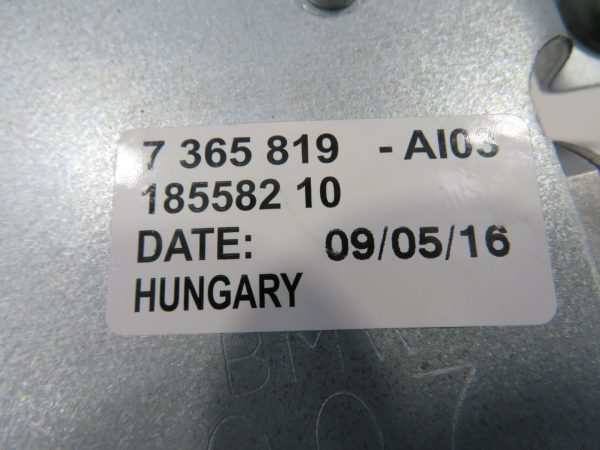 7 365 819 - AI03
185582 10
DATE: 09/05/16
HUNGARY
BMW